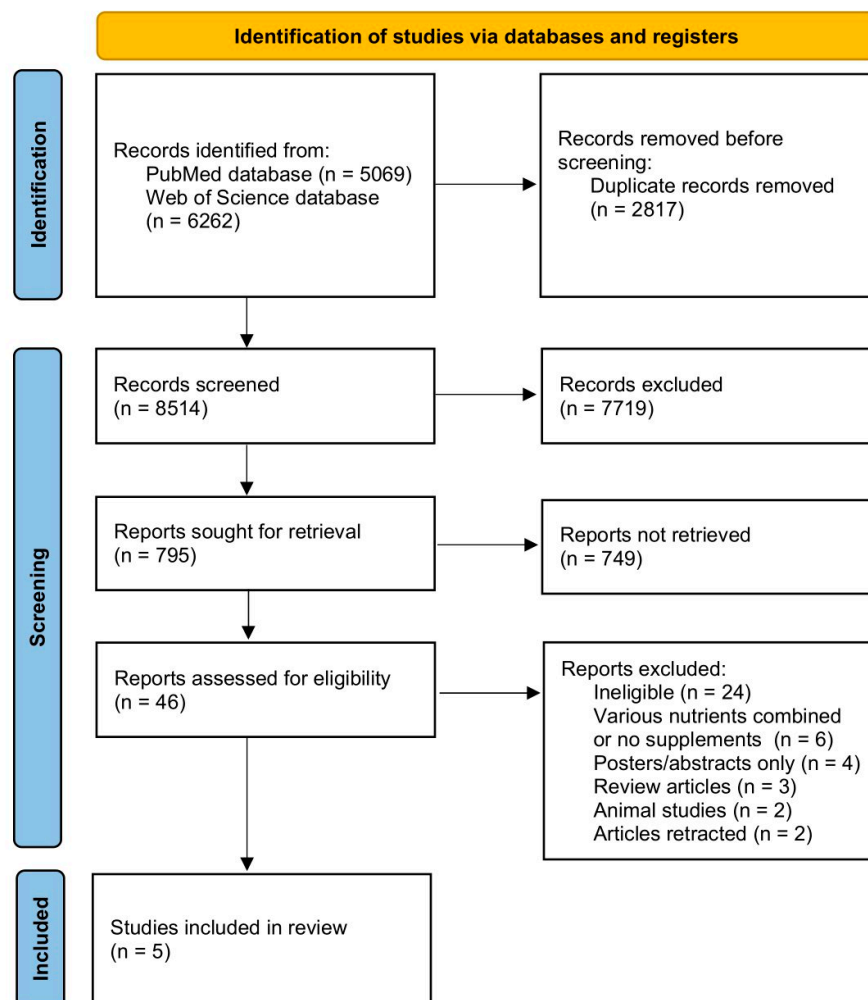 Identification of studies via databases and registers
Identification
Records identified from:
PubMed database (n = 5069)
Web of Science database
(n = 6262)
Records removed before
screening:
Duplicate records removed
(n = 2817)
Screening
Records screened
(n = 8514)
Records excluded
(n = 7719)
Reports sought for retrieval
(n = 795)
Reports not retrieved
(n = 749)
Reports assessed for eligibility
(n = 46)
Reports excluded:
Ineligible (n = 24)
Various nutrients combined
or no supplements (n = 6)
Posters/abstracts only (n = 4)
Review articles (n = 3)
Animal studies (n = 2)
Articles retracted (n = 2)
Included
Studies included in review
(n = 5)